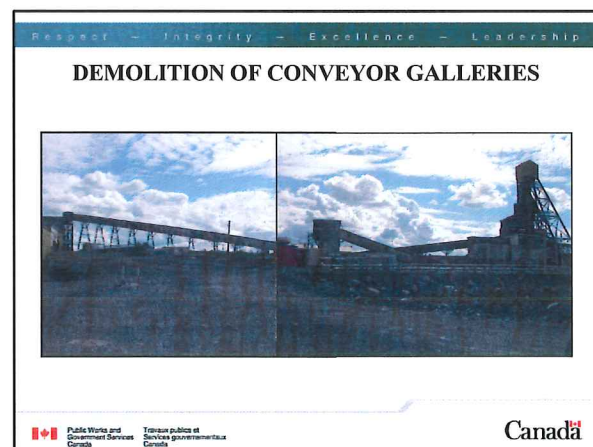 Respect – Integrity – Excellence – Leadership
DEMOLITION OF CONVEYOR GALLERIES
Public Works and
Government Services
Canada
Travaux publics et
Services gouvernementaux
Canada
Canada